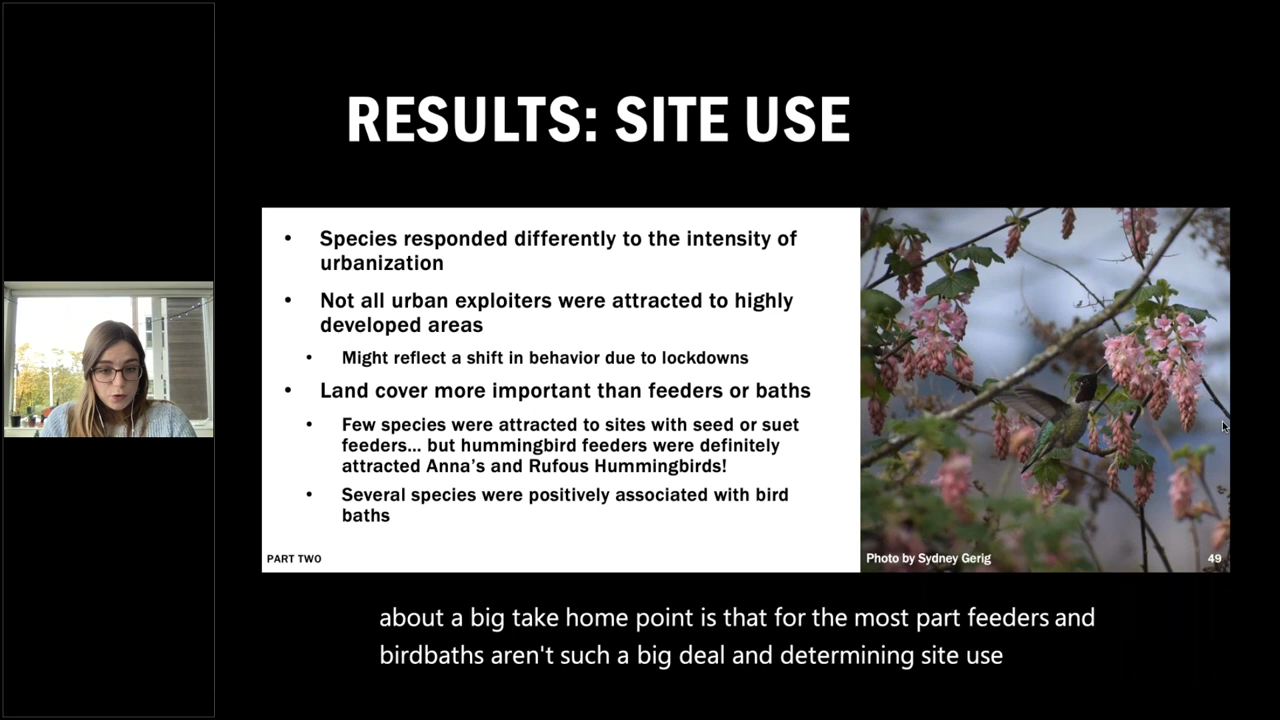 RESULTS: SITE USE
• Species responded differently to the intensity of
urbanization
• Not all urban exploiters were attracted to highly
developed areas
• Might reflect a shift in behavior due to lockdowns
• Land cover more important than feeders or baths
• Few species were attracted to sites with seed or suet
feeders... but hummingbird feeders were definitely
attracted Anna's and Rufous Hummingbirds!
• Several species were positively associated with bird
baths
PART TWO
Photo by Sydney Gerig
49
about a big take home point is that for the most part feeders and
birdbaths aren't such a big deal and determining site use